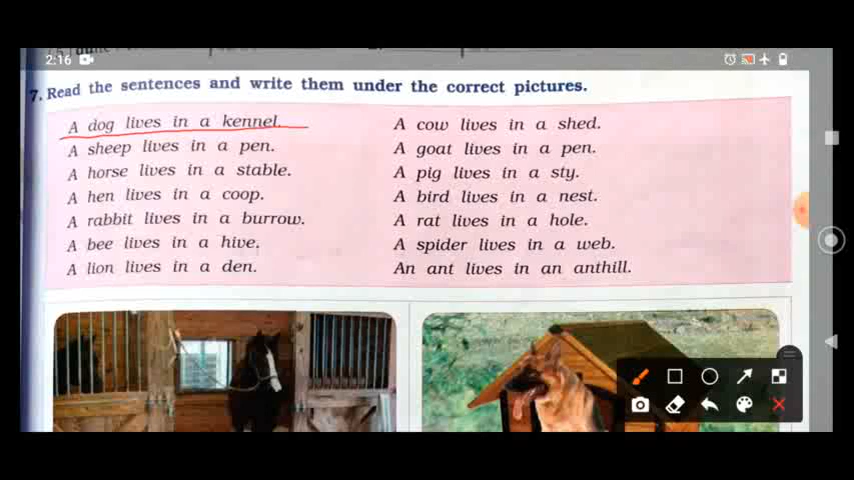 2:16
7. Read the sentences and write them under the correct pictures.
A dog lives in a kennel.
A sheep lives in a pen.
A horse lives in a stable.
A hen lives in a coop.
A rabbit lives in a burrow.
A bee lives in a hive.
A lion lives in a den.
A cow lives in a shed.
A goat lives in a pen.
A pig lives in a sty.
A bird lives in a nest.
A rat lives in a hole.
A spider lives in a web.
An ant lives in an anthill.